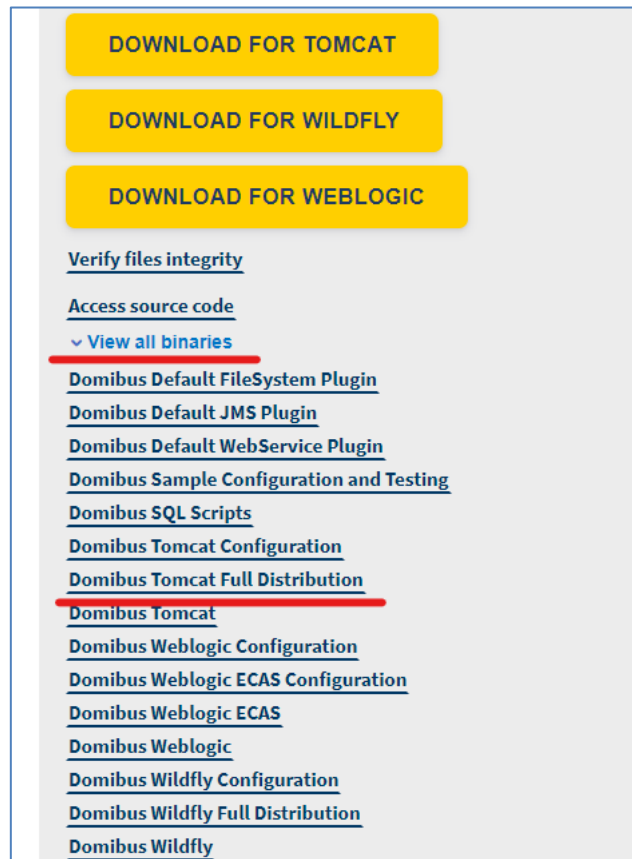 DOWNLOAD FOR TOMCAT
DOWNLOAD FOR WILDFLY
DOWNLOAD FOR WEBLOGIC
Verify files integrity
Access source code
View all binaries
Domibus Default FileSystem Plugin
Domibus Default JMS Plugin
Domibus Default WebService Plugin
Domibus Sample Configuration and Testing
Domibus SQL Scripts
Domibus Tomcat Configuration
Domibus Tomcat Full Distribution
Domibus Tomcat
Domibus Weblogic Configuration
Domibus Weblogic ECAS Configuration
Domibus Weblogic ECAS
Domibus Weblogic
Domibus Wildfly Configuration
Domibus Wildfly Full Distribution
Domibus Wildfly